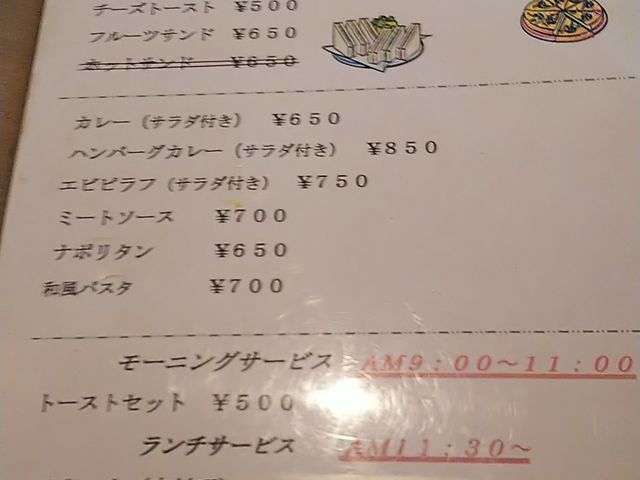 チーズトースト ¥500
フルーツサンド ¥650
ホットサンド ¥650
カレー（サラダ付き） ¥650
ハンバーグカレー（サラダ付き） ¥850
エビピラフ（サラダ付き） ¥750
ミートソース ¥700
ナポリタン ¥650
和風パスタ ¥700
モーニングサービス AM9：00～11：00
トーストセット ¥500
ランチサービス AM11：30～